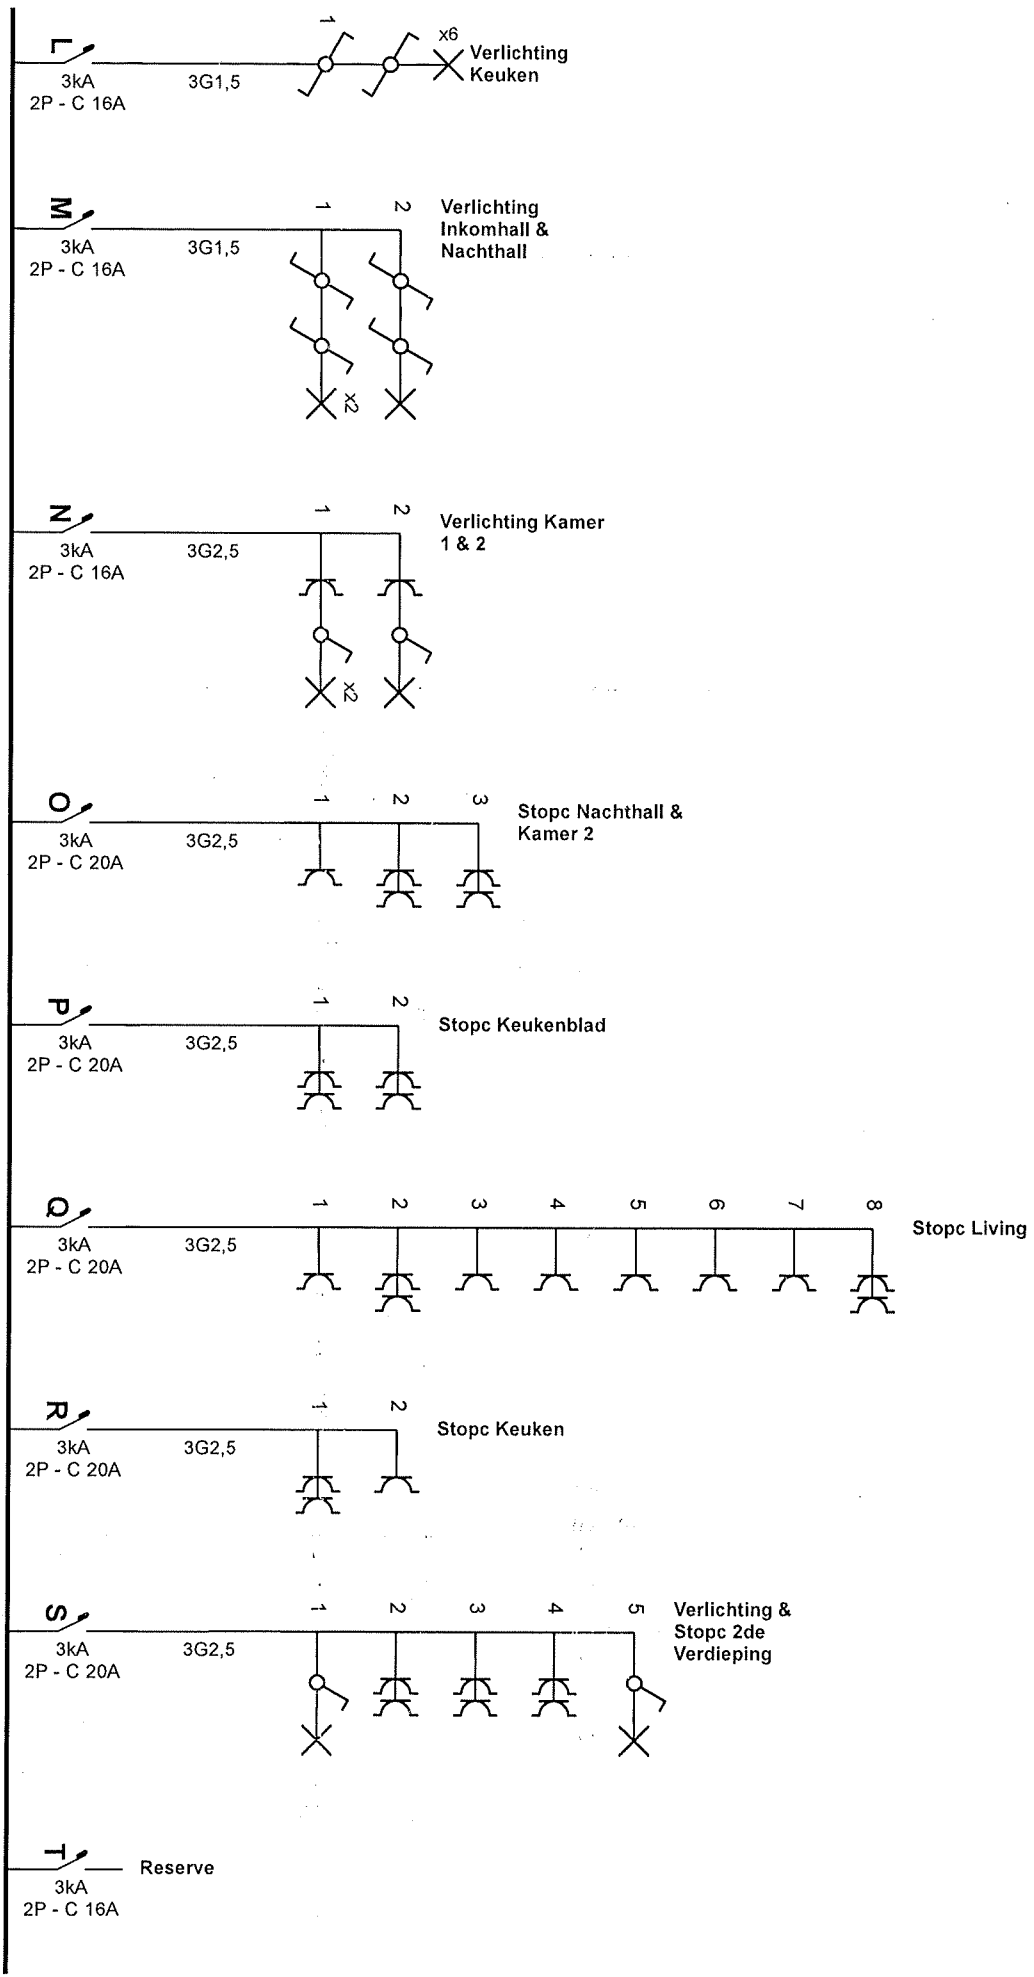 L
1
x6
Verlichting
Keuken
3kA
3G1,5
2P - C 16A
M
1
2
Verlichting
Inkomhall &
Nachthall
3kA
3G1,5
2P - C 16A
x2
N
1
2
Verlichting Kamer
1 & 2
3kA
3G2,5
2P - C 16A
x2
O
1
2
3
Stopc Nachthall &
Kamer 2
3kA
3G2,5
2P - C 20A
P
1
2
Stopc Keukenblad
3kA
3G2,5
2P - C 20A
Q
1
2
3
4
5
6
7
8
Stopc Living
3kA
3G2,5
2P - C 20A
R
1
2
Stopc Keuken
3kA
3G2,5
2P - C 20A
S
1
2
3
4
5
Verlichting &
Stopc 2de
Verdieping
3kA
3G2,5
2P - C 20A
T
Reserve
3kA
2P - C 16A